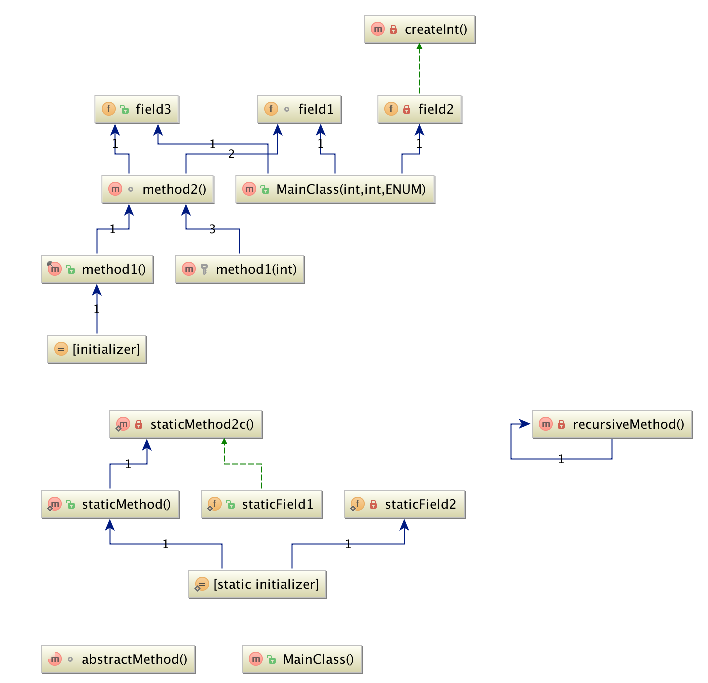 m createInt()
f field3
f field1
f field2
1
1
2
1
1
m method2()
m MainClass(int,int,ENUM)
1
3
m method1()
m method1(int)
1
= [initializer]
m staticMethod2c()
m recursiveMethod()
1
1
m staticMethod()
f staticField1
f staticField2
1
1
= [static initializer]
m abstractMethod()
m MainClass()